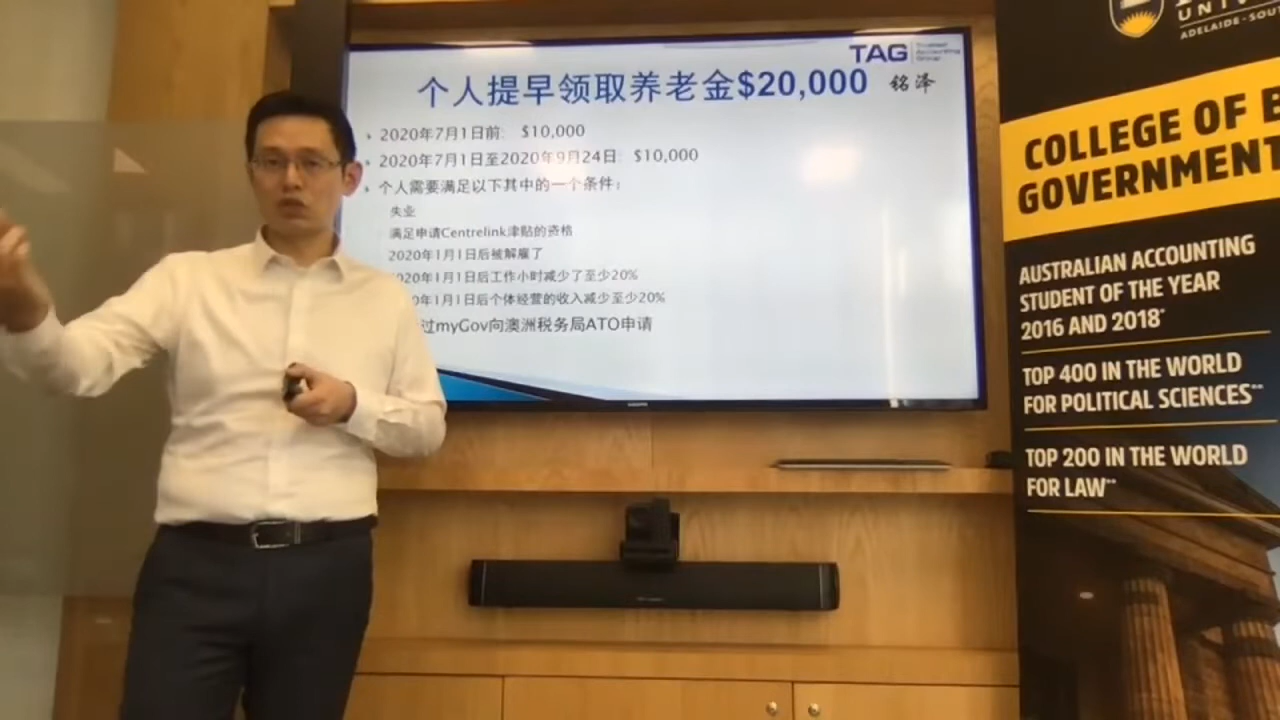 TAG
Trusted
Accounting
Group
个人提早领取养老金$20,000
铭泽
2020年7月1日前: $10,000
2020年7月1日至2020年9月24日: $10,000
个人需要满足以下其中的一个条件:
失业
满足申请Centrelink津贴的资格
2020年1月1日后被解雇了
020年1月1日后工作小时减少了至少20%
0年1月1日后个体经营的收入减少至少20%
过myGov向澳洲税务局ATO申请
ADELAIDE · SOU
COLLEGE OF
GOVERNMENT
AUSTRALIAN ACCOUNTING
STUDENT OF THE YEAR
2016 AND 2018*
TOP 400 IN THE WORLD
FOR POLITICAL SCIENCES**
TOP 200 IN THE WORLD
FOR LAW**